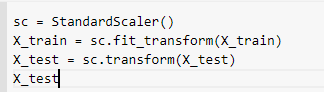 sc = StandardScaler()
X_train = sc.fit_transform(X_train)
X_test = sc.transform(X_test)
X_test